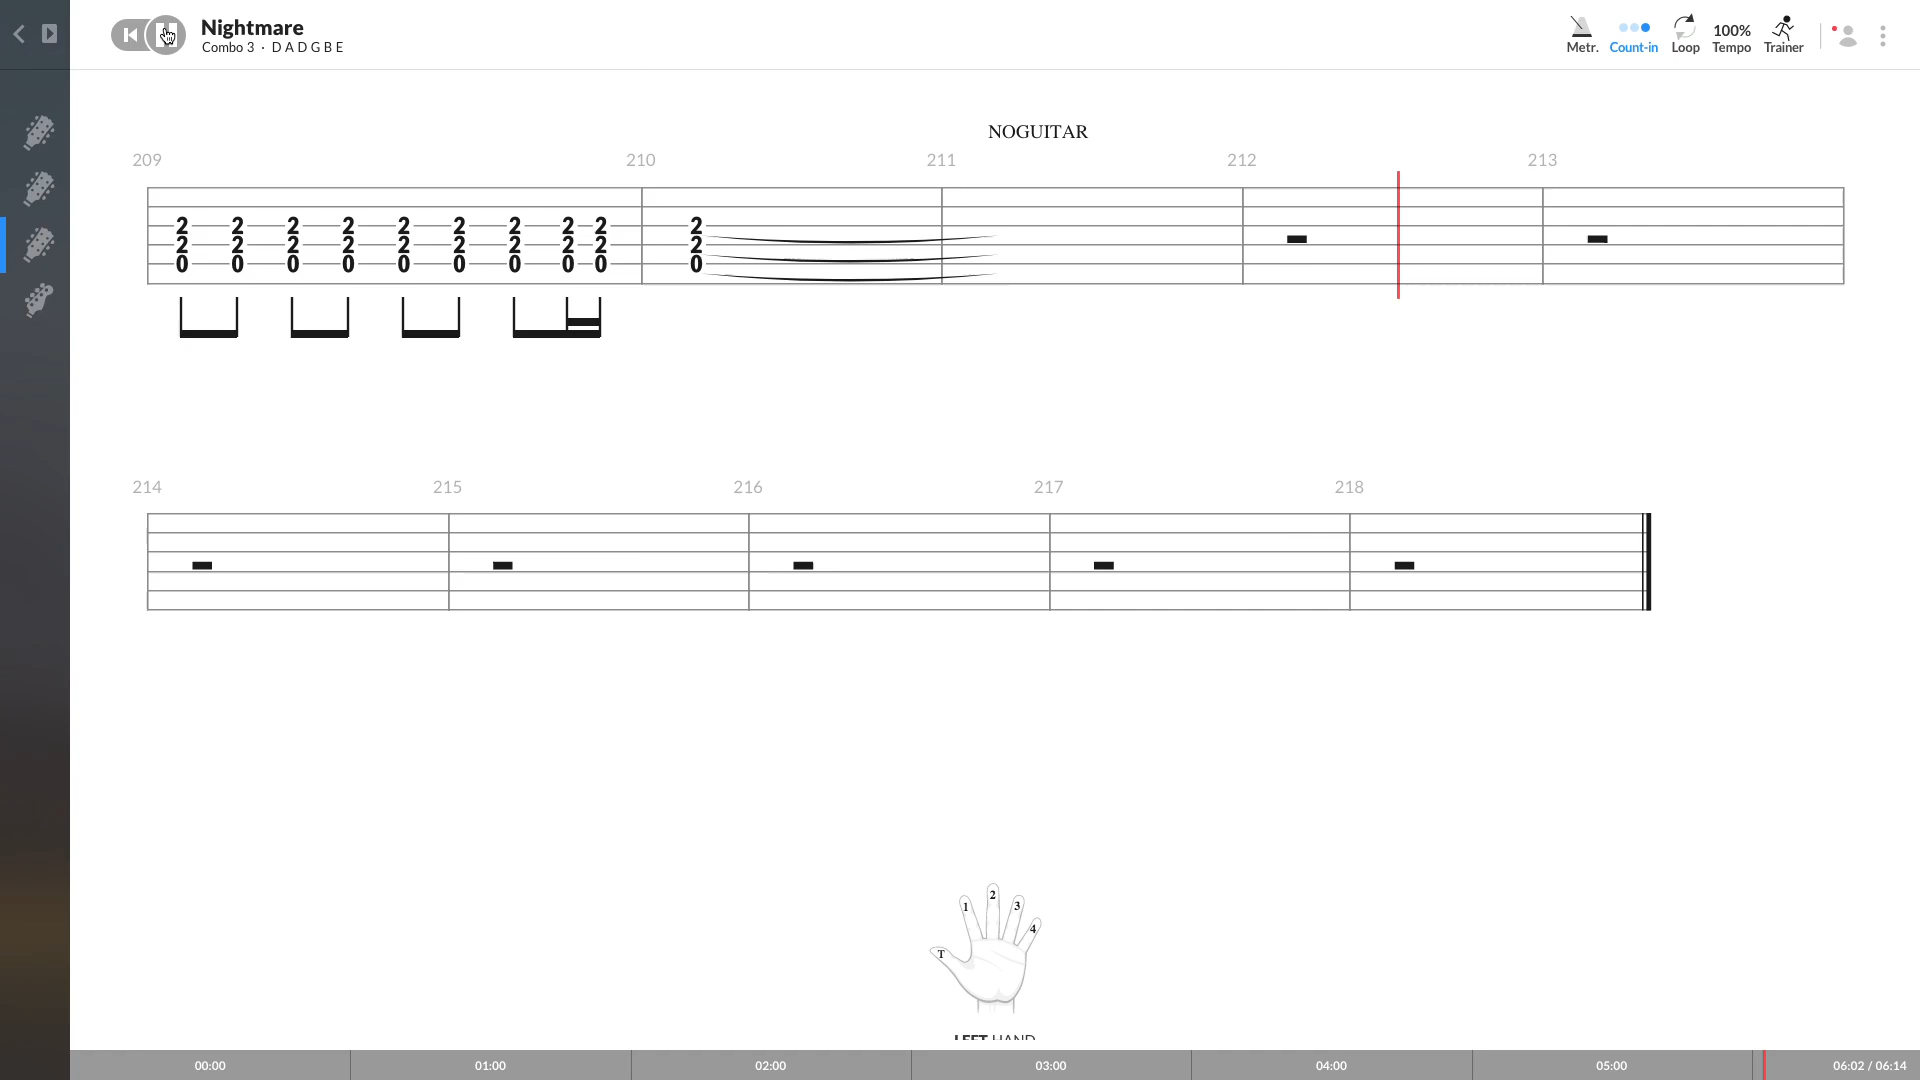 Nightmare
Combo 3 · D A D G B E
Metr.
Count-in
Loop
100%
Tempo
Trainer
NOGUITAR
209 210 211 212 213
2 2 2 2 2 2 2 2 2 2
2 2 2 2 2 2 2 2 2 2
0 0 0 0 0 0 0 0 0 0
214 215 216 217 218
T 1 2 3 4
LEFT HAND
00:00 01:00 02:00 03:00 04:00 05:00 06:02 / 06:14